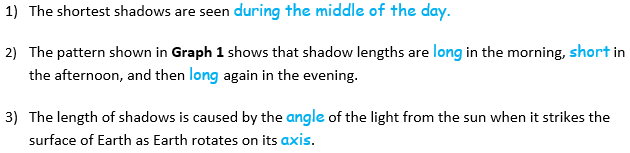 1) The shortest shadows are seen during the middle of the day.
2) The pattern shown in Graph 1 shows that shadow lengths are long in the morning, short in
the afternoon, and then long again in the evening.
3) The length of shadows is caused by the angle of the light from the sun when it strikes the
surface of Earth as Earth rotates on its axis.